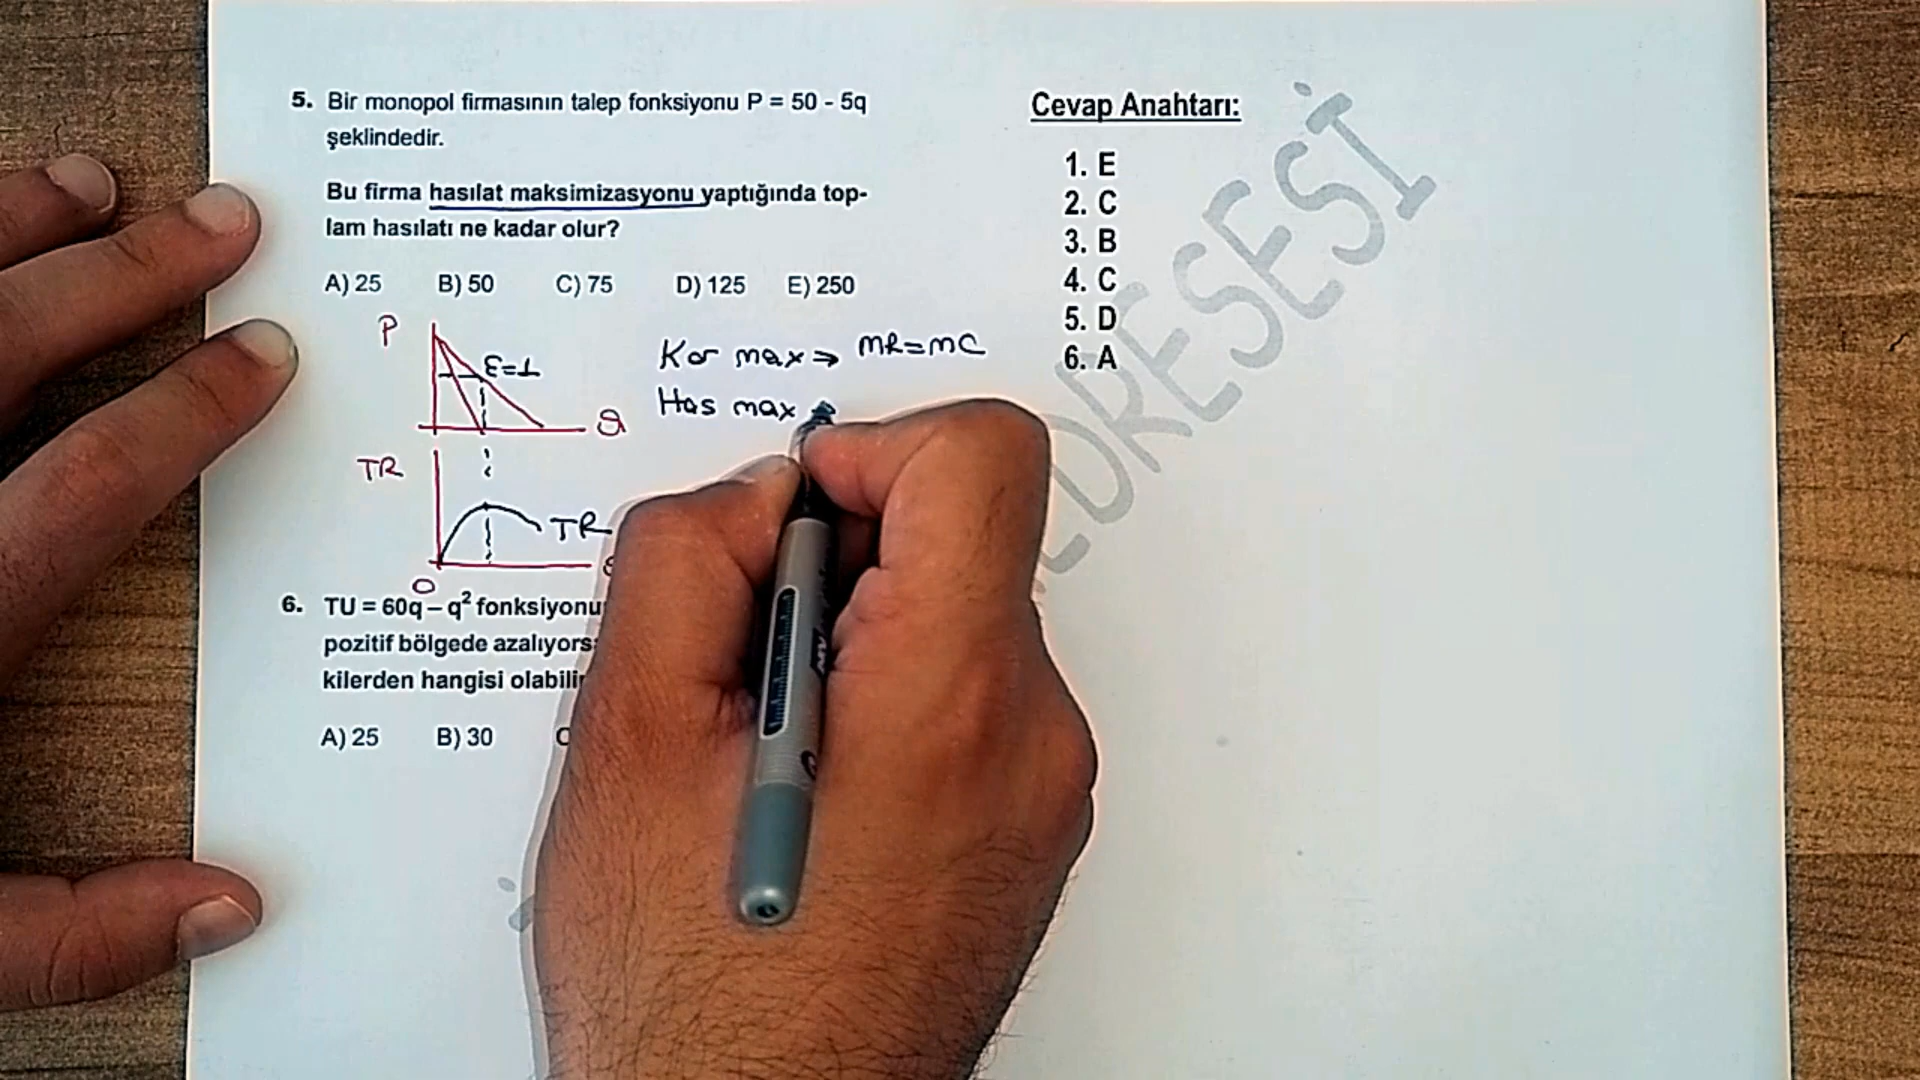 5. Bir monopol firmasının talep fonksiyonu P = 50 - 5q
şeklindedir.
Bu firma hasılat maksimizasyonu yaptığında top-
lam hasılatı ne kadar olur?
A) 25 B) 50 C) 75 D) 125 E) 250
P
ε=1
Q
Kar max ⇒ MR=MC
Has max
TR
TR
0
6. TU = 60q – q² fonksiyonu
pozitif bölgede azalıyors
kilerden hangisi olabilir
A) 25 B) 30 C
Cevap Anahtarı:
1. E
2. C
3. B
4. C
5. D
6. A
EDRESESİ